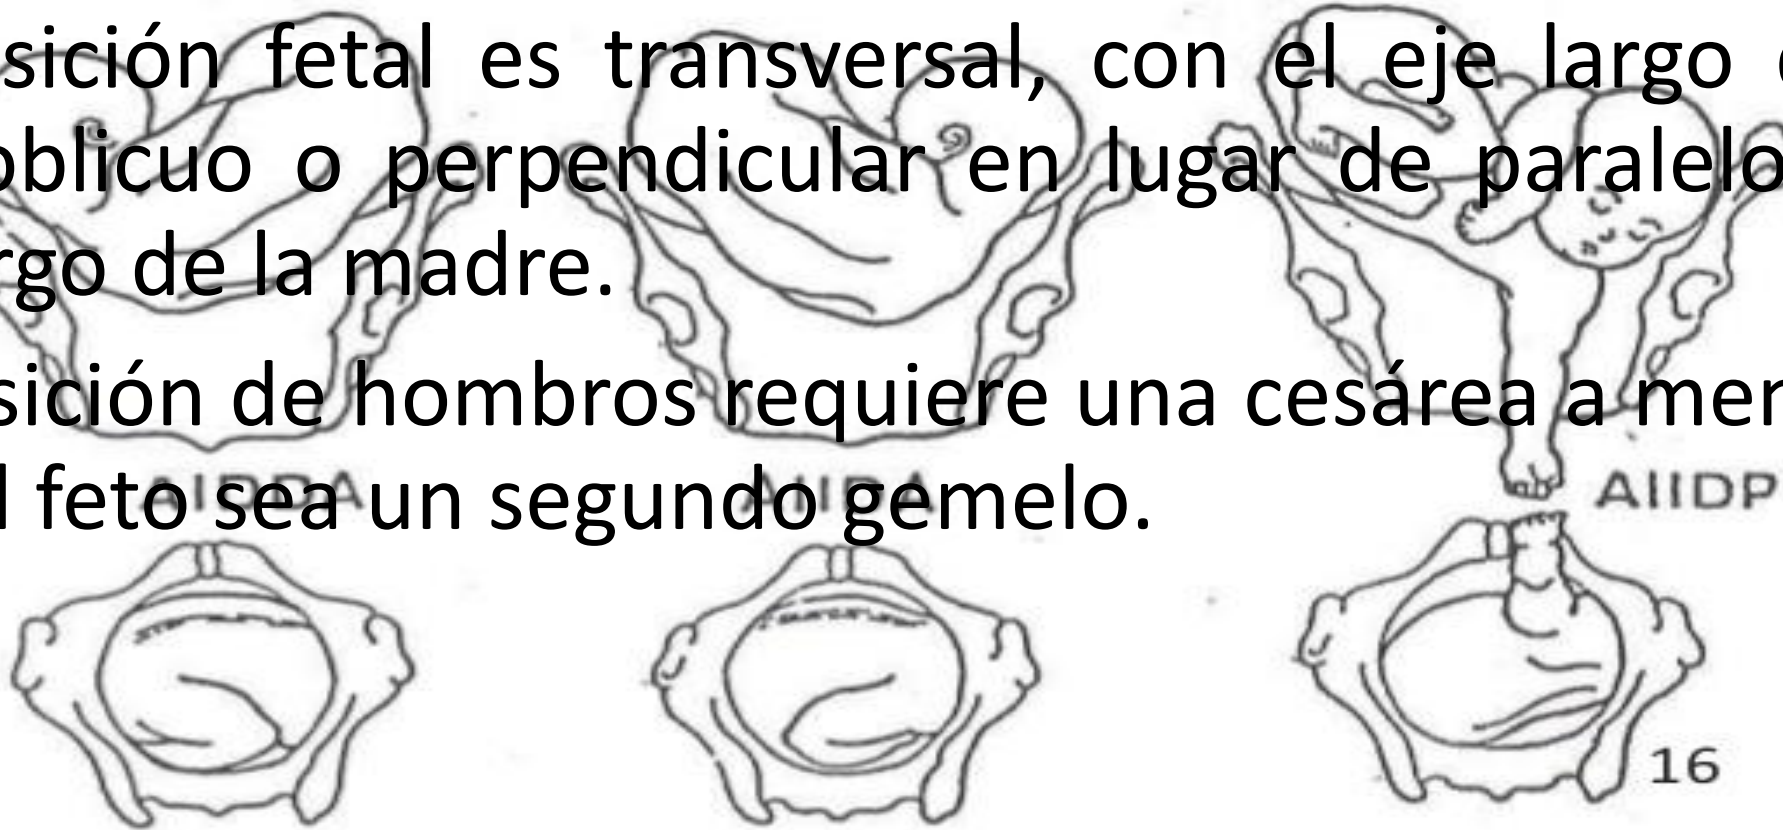 sición fetal es transversal, con el eje largo
oblicuo o perpendicular en lugar de paralelo
rgo de la madre.
sición de hombros requiere una cesárea a men
l feto sea un segundo gemelo.
AIIDP
16